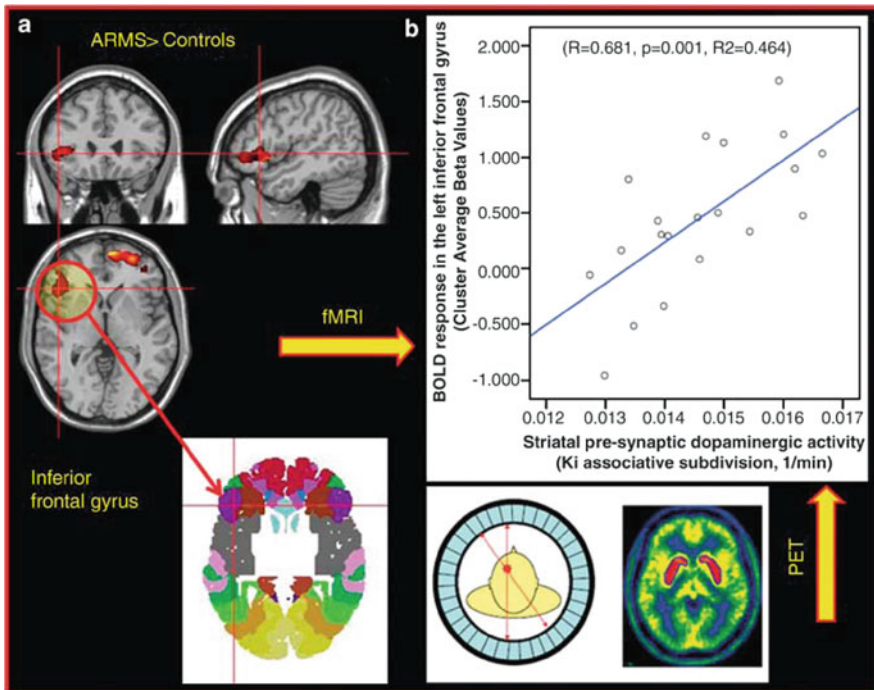 a
ARMS> Controls
fMRI
Inferior
frontal gyrus
b
BOLD response in the left inferior frontal gyrus
(Cluster Average Beta Values)
(R=0.681, p=0.001, R2=0.464)
2.000
1.500
1.000
0.500
0.000
-0.500
-1.000
0.012 0.013 0.014 0.015 0.016 0.017
Striatal pre-synaptic dopaminergic activity
(Ki associative subdivision, 1/min)
PET